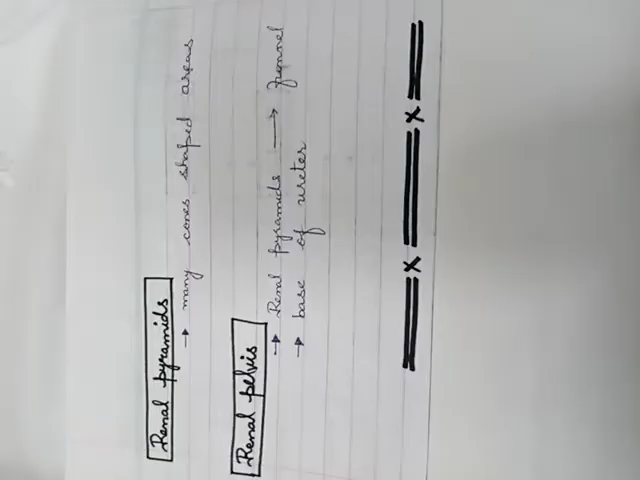 Renal pyramids
→ many cones shaped areas
Renal pelvis
→ Renal pyramids → funnel
→ base of ureter